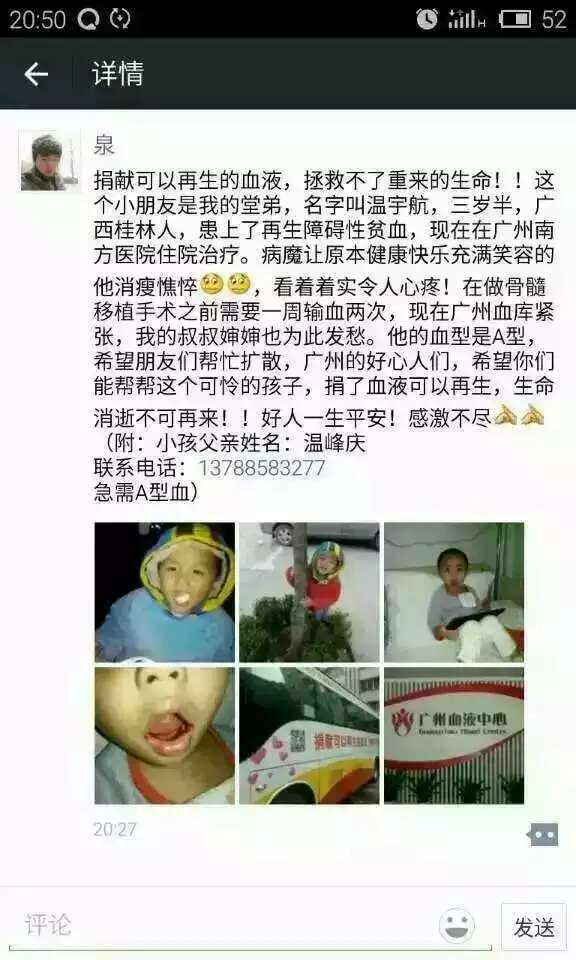 20:50
52
详情
泉
捐献可以再生的血液，拯救不了重来的生命！！这
个小朋友是我的堂弟，名字叫温宇航，三岁半，广
西桂林人，患上了再生障碍性贫血，现在在广州南
方医院住院治疗。病魔让原本健康快乐充满笑容的
他消瘦憔悴，看着着实令人心疼！在做骨髓
移植手术之前需要一周输血两次，现在广州血库紧
张，我的叔叔婶婶也为此发愁。他的血型是A型，
希望朋友们帮忙扩散，广州的好心人们，希望你们
能帮帮这个可怜的孩子，捐了血液可以再生，生命
消逝不可再来！！好人一生平安！感激不尽
（附：小孩父亲姓名：温峰庆
联系电话：13788583277
急需A型血）
捐献可以再生的
广州血液中心
Guangzhou Blood Centre
20:27
评论
发送